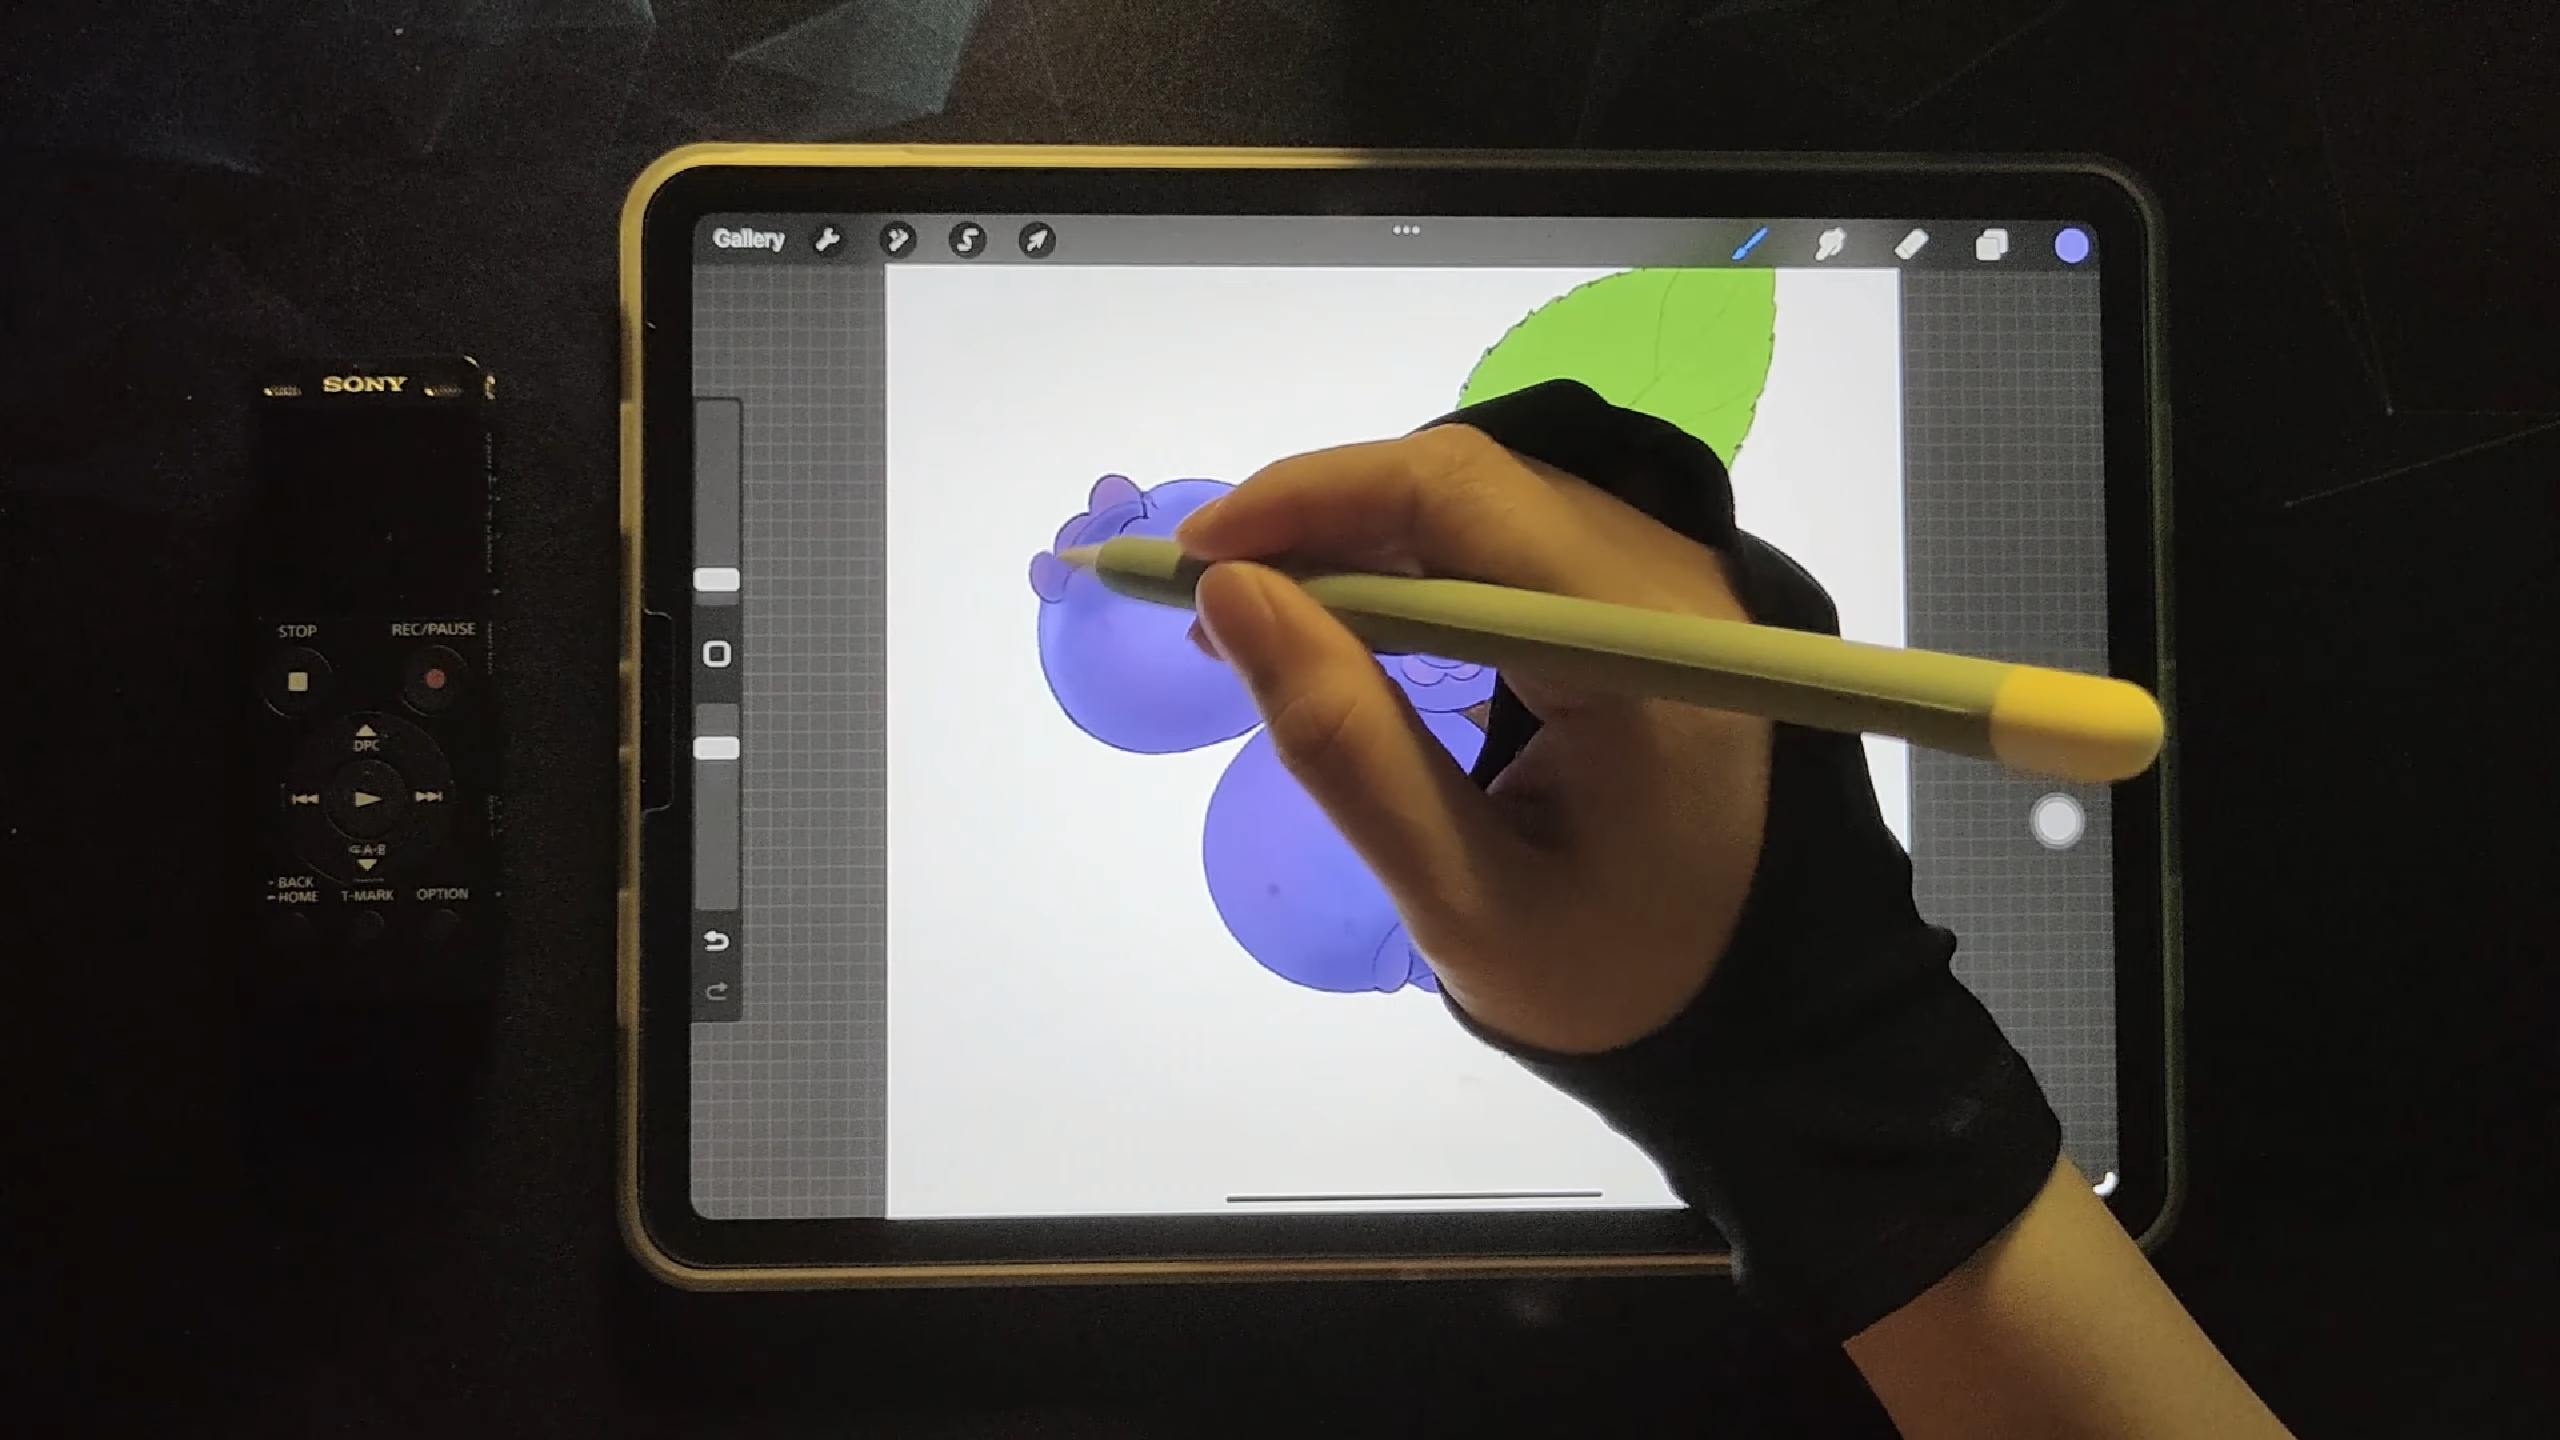 Gallery
SONY
STOP REC/PAUSE
DPC
A-B
BACK
HOME T-MARK OPTION